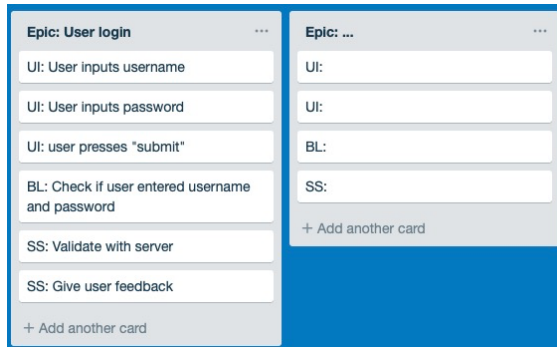 Epic: User login
UI: User inputs username
UI: User inputs password
UI: user presses "submit"
BL: Check if user entered username
and password
SS: Validate with server
SS: Give user feedback
+ Add another card
Epic: ...
UI:
UI:
BL:
SS:
+ Add another card